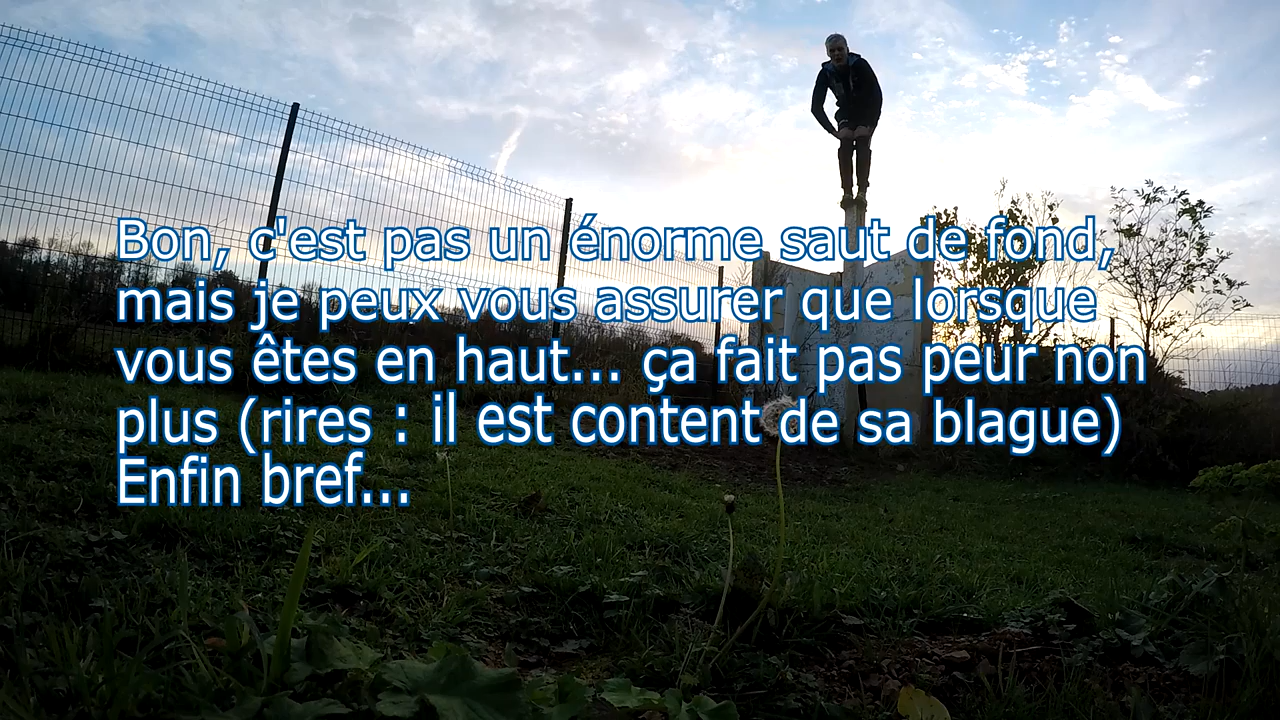 Bon, c'est pas un énorme saut de fond,
mais je peux vous assurer que lorsque
vous êtes en haut... ça fait pas peur non
plus (rires : il est content de sa blague)
Enfin bref...